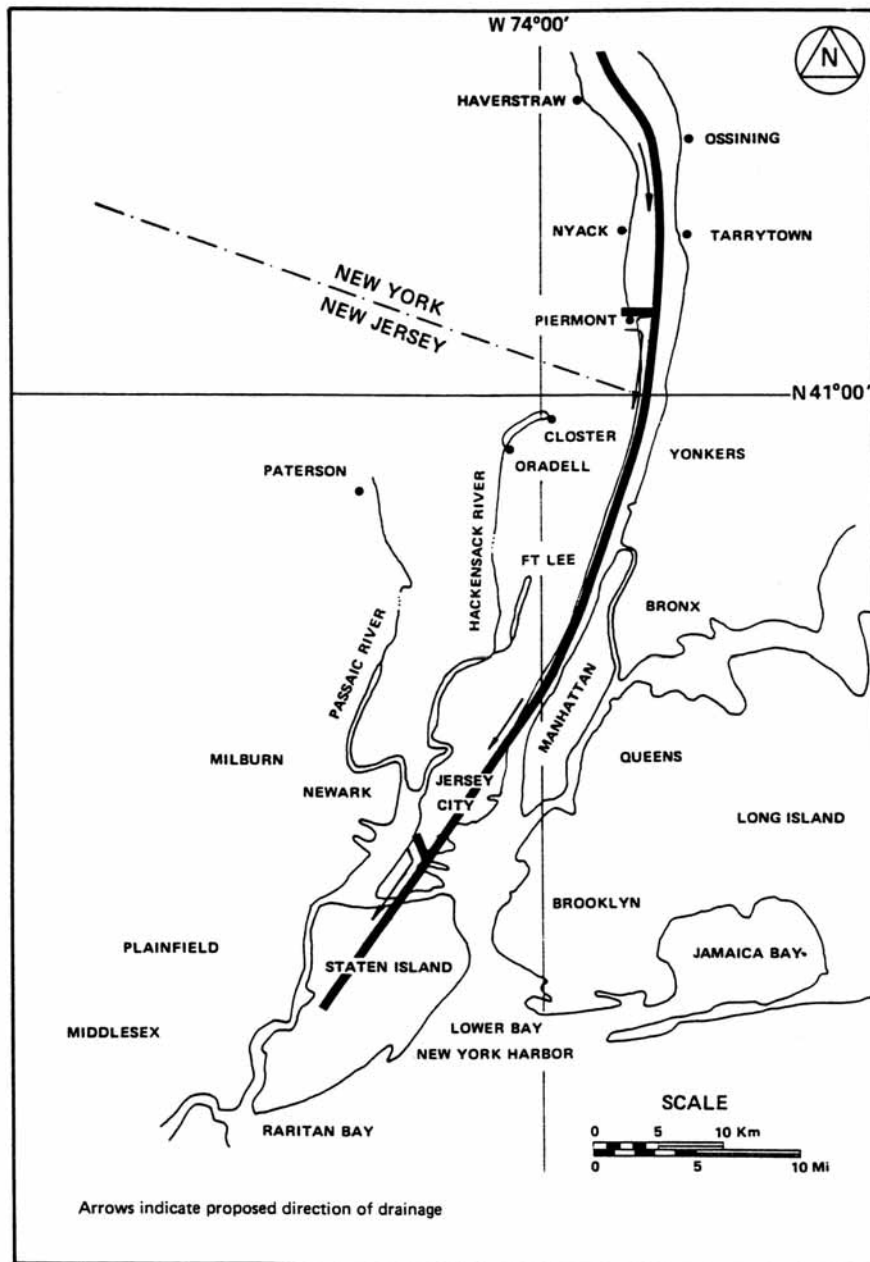 W 74°00'
N
HAVERSTRAW
OSSINING
NYACK
TARRYTOWN
NEW YORK
NEW JERSEY
PIERMONT
N 41°00'
CLOSTER
ORADELL
YONKERS
PATERSON
HACKENSACK RIVER
FT LEE
BRONX
PASSAIC RIVER
MANHATTAN
MILBURN
QUEENS
NEWARK
JERSEY
CITY
LONG ISLAND
BROOKLYN
PLAINFIELD
STATEN ISLAND
JAMAICA BAY
MIDDLESEX
LOWER BAY
NEW YORK HARBOR
RARITAN BAY
SCALE
0 5 10 Km
0 5 10 Mi
Arrows indicate proposed direction of drainage